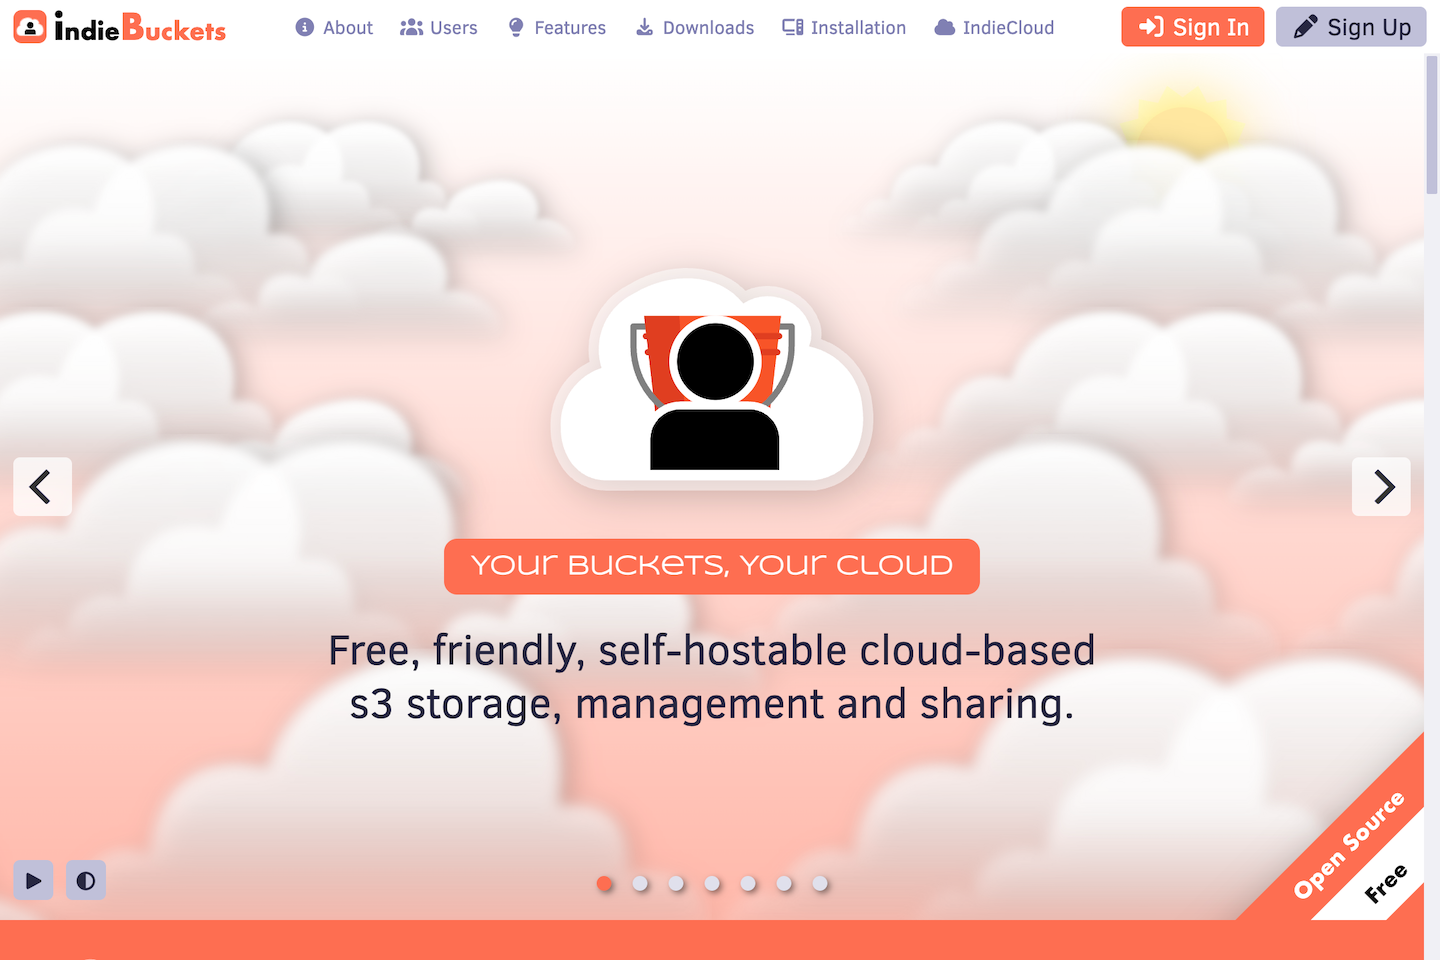 IndieBuckets
About
Users
Features
Downloads
Installation
IndieCloud
Sign In
Sign Up
Your Buckets, Your Cloud
Free, friendly, self-hostable cloud-based
s3 storage, management and sharing.
Open Source
Free